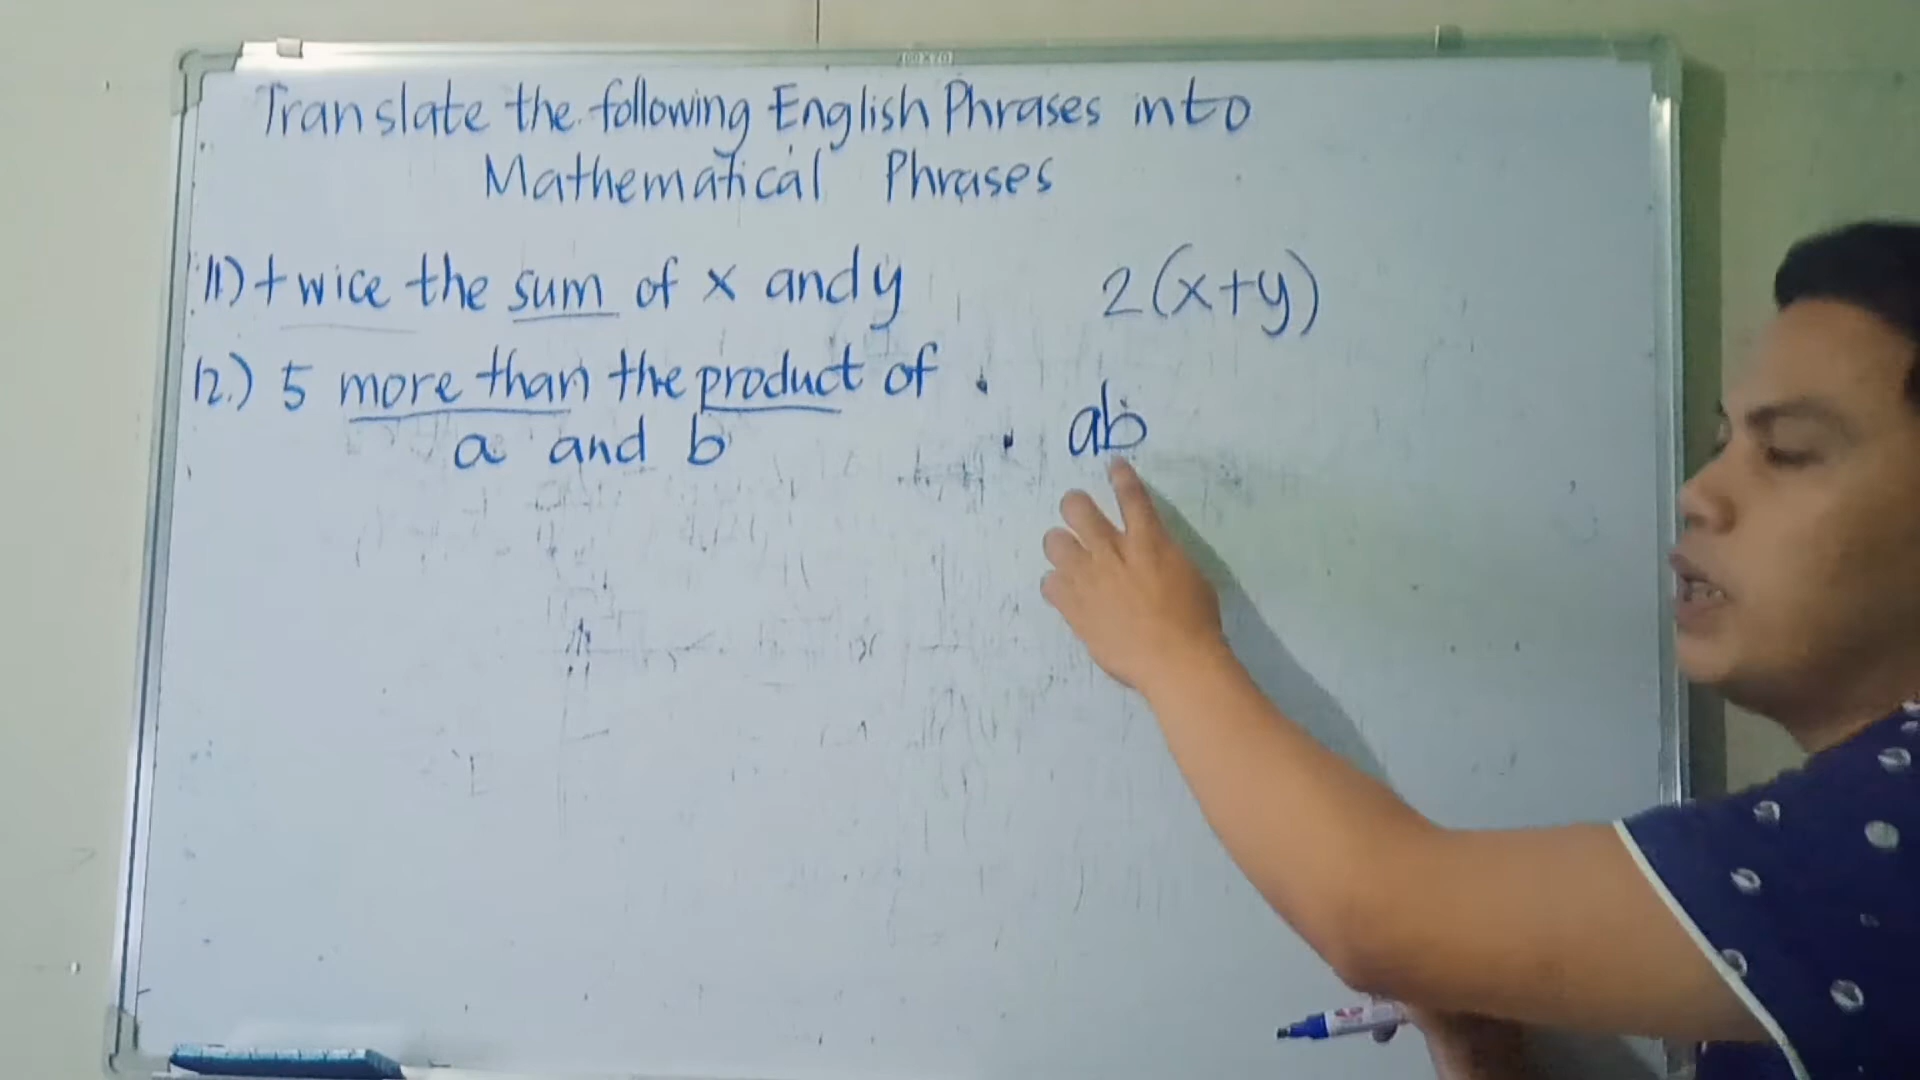 Translate the following English Phrases into
Mathematical Phrases
11.) twice the sum of x and y 2(x+y)
12.) 5 more than the product of
a and b ab